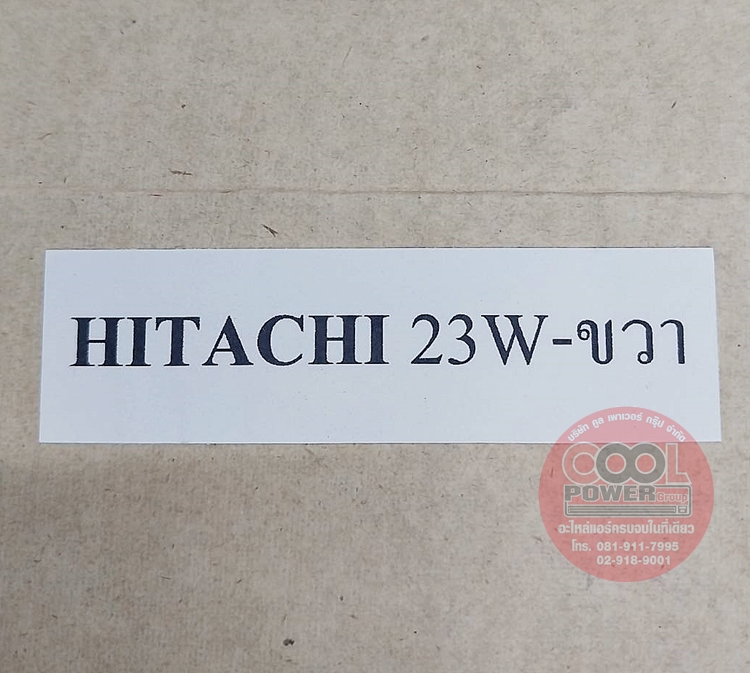 HITACHI 23W-ขวา
บริษัท คูล เพาเวอร์ กรุ๊ป จำกัด
COOL
POWER Group
อะไหล่แอร์ครบจบในที่เดียว
โทร. 081-911-7995
02-918-9001